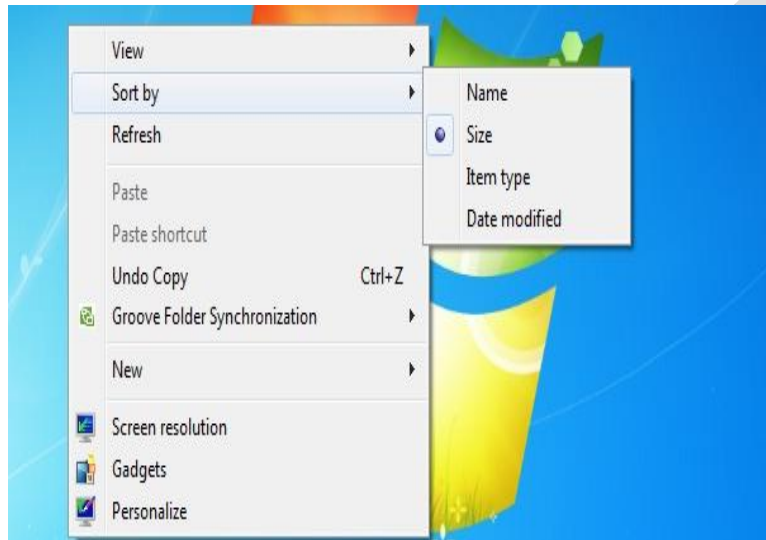 View
Sort by
Refresh
Paste
Paste shortcut
Undo Copy Ctrl+Z
Groove Folder Synchronization
New
Screen resolution
Gadgets
Personalize
Name
Size
Item type
Date modified